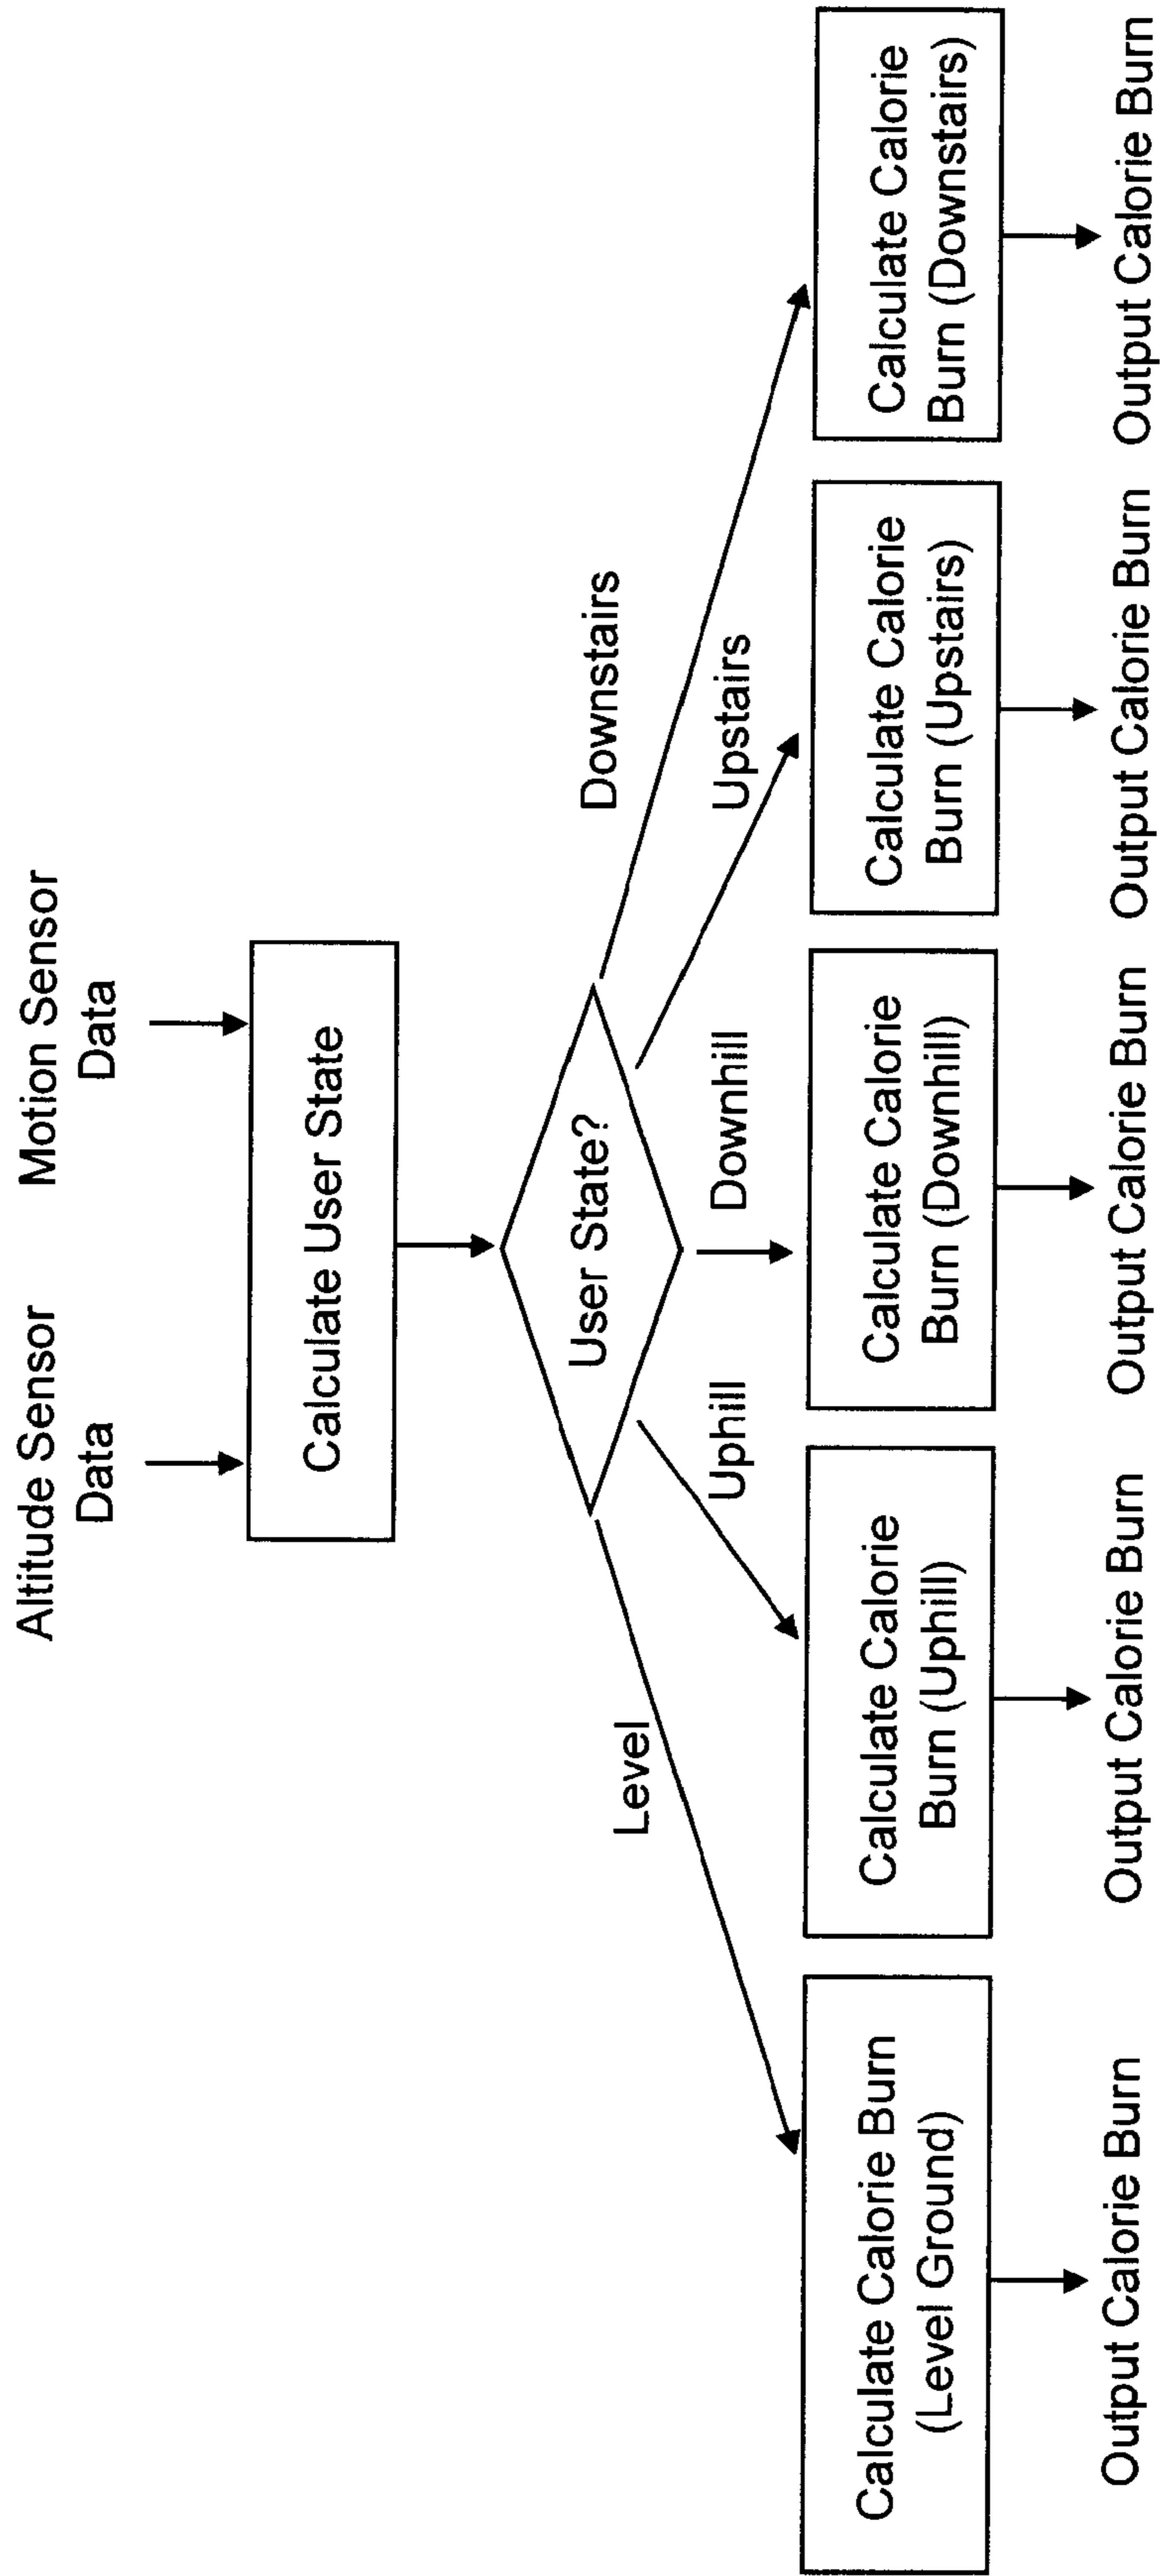 Altitude Sensor
Data
Motion Sensor
Data
Calculate User State
User State?
Level
Uphill
Downhill
Upstairs
Downstairs
Calculate Calorie Burn
(Level Ground)
Calculate Calorie
Burn (Uphill)
Calculate Calorie
Burn (Downhill)
Calculate Calorie
Burn (Upstairs)
Calculate Calorie
Burn (Downstairs)
Output Calorie Burn
Output Calorie Burn
Output Calorie Burn
Output Calorie Burn
Output Calorie Burn